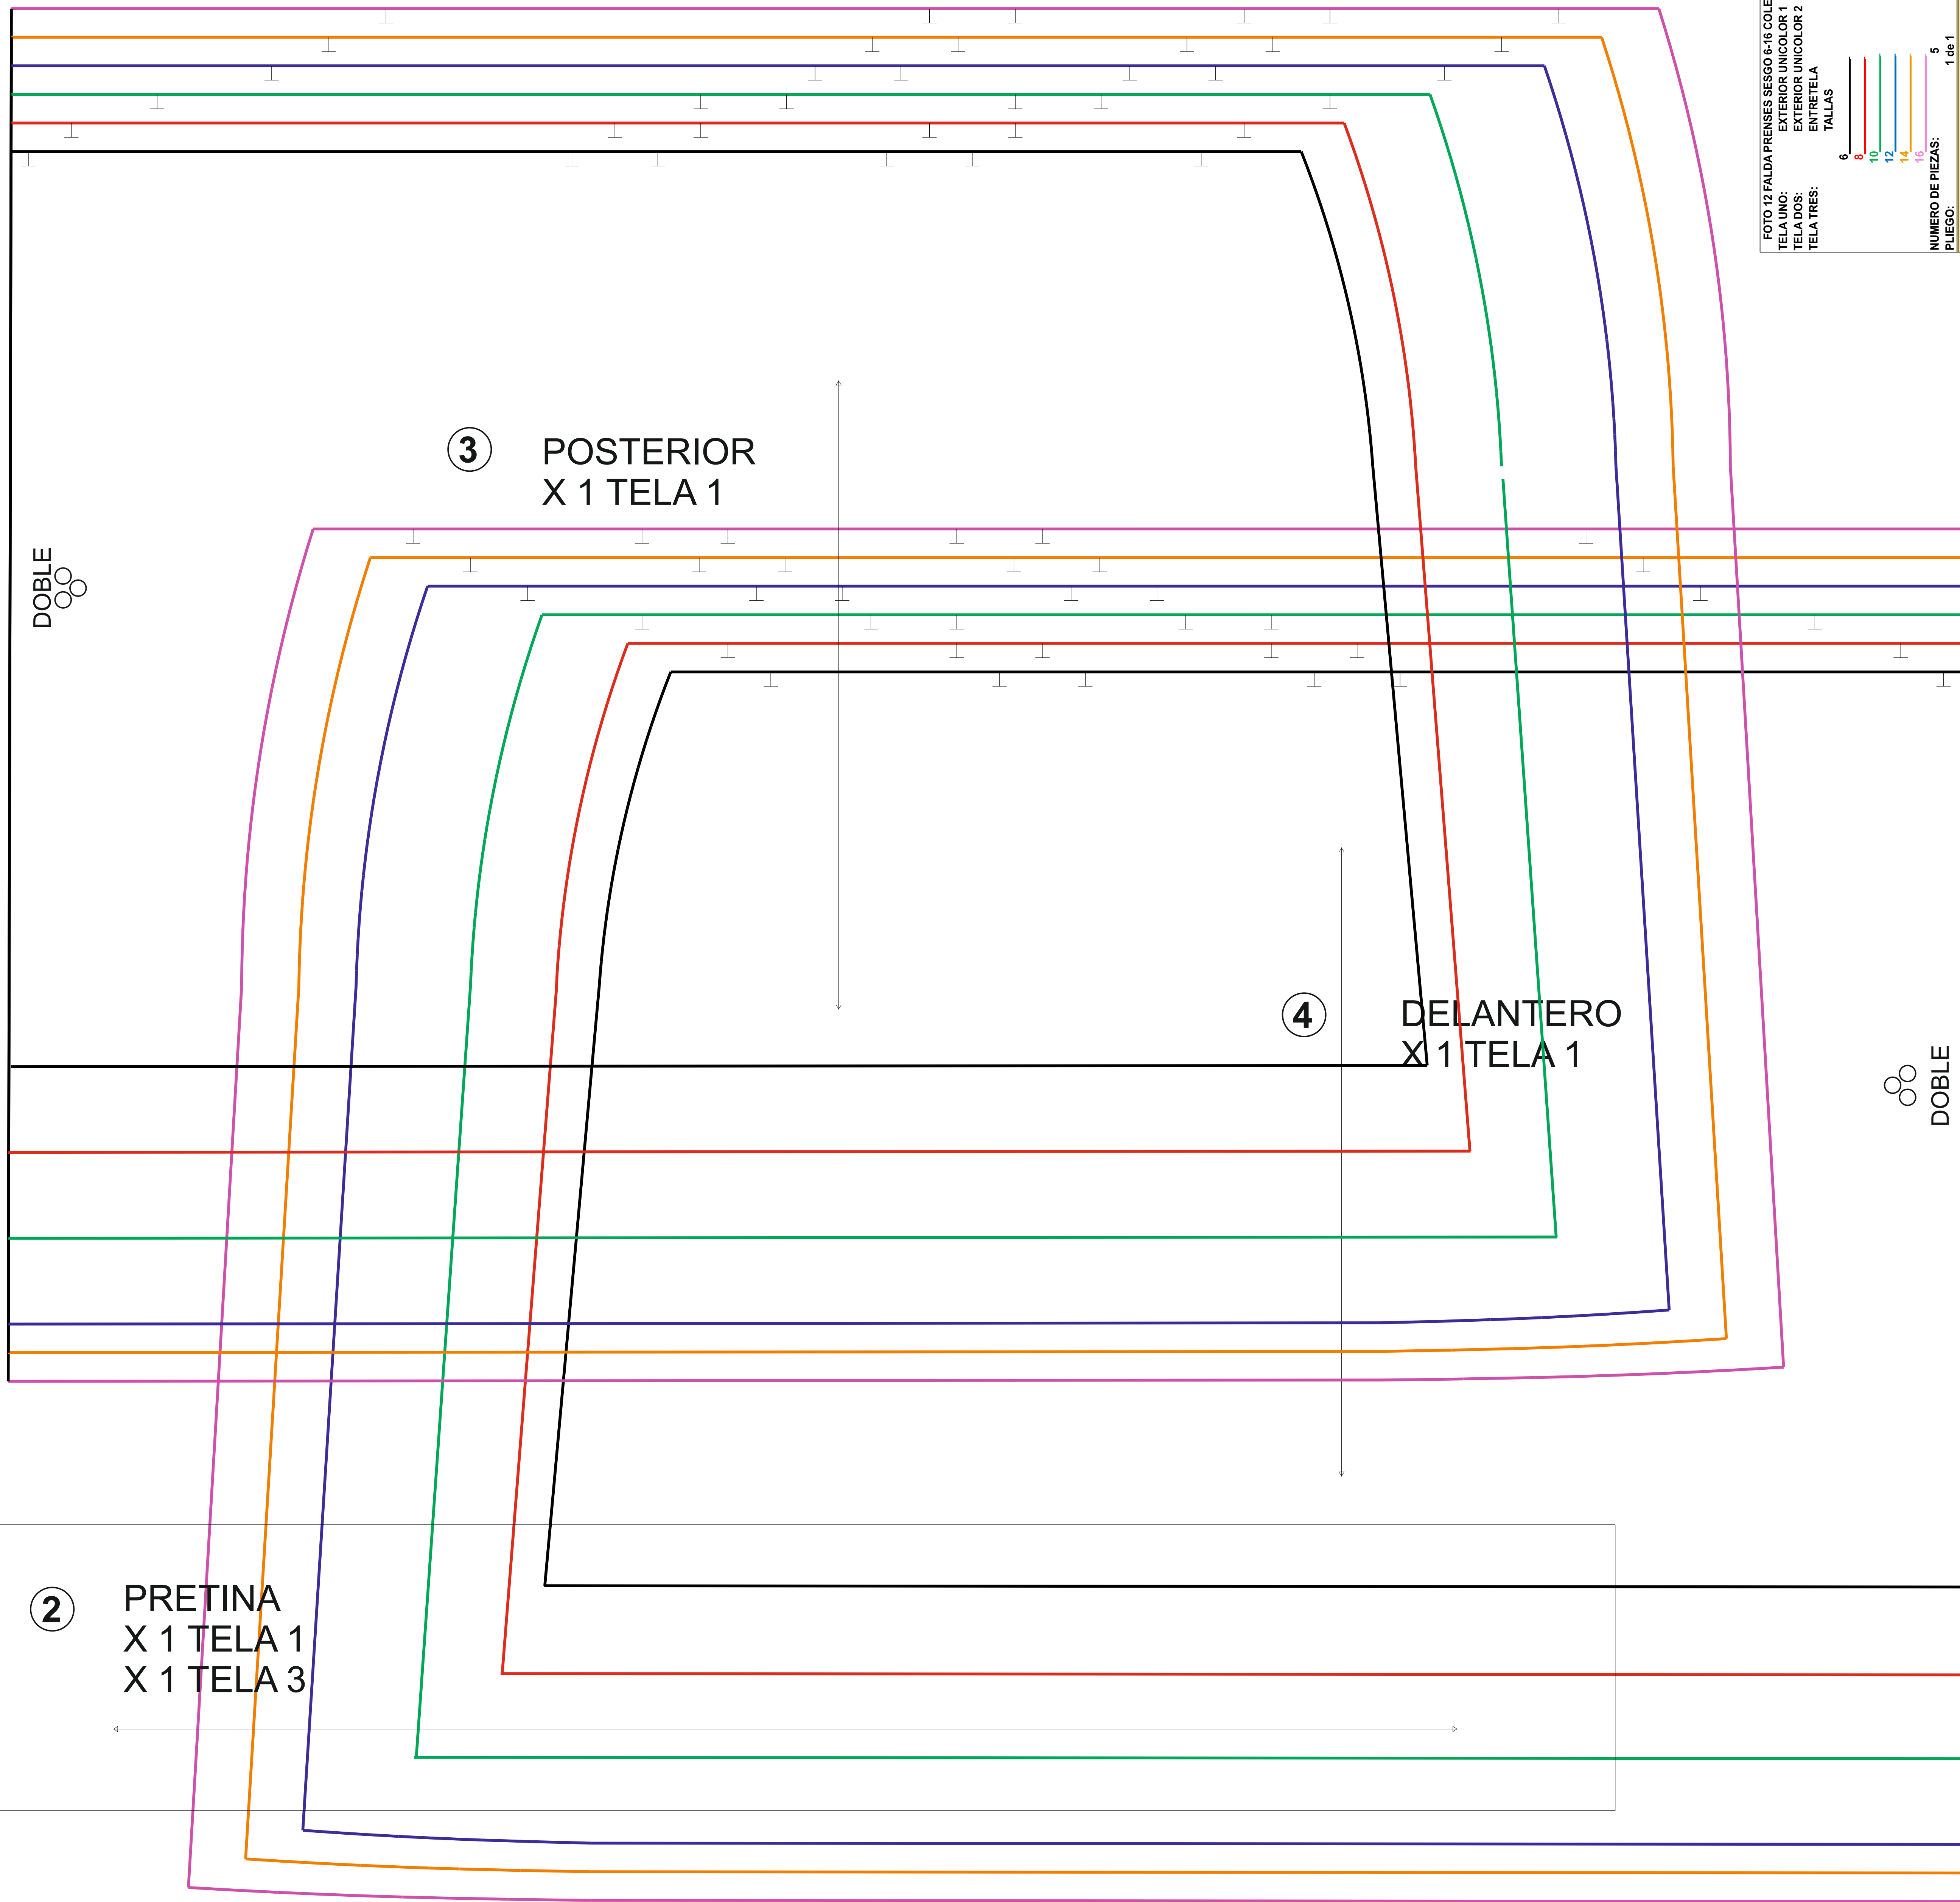 FOTO 12 FALDA PRENSES SESGO 6-16 COLE
TELA UNO: EXTERIOR UNICOLOR 1
TELA DOS: EXTERIOR UNICOLOR 2
TELA TRES: ENTRETELA
TALLAS
6
8
10
12
14
16
NUMERO DE PIEZAS: 5
PLIEGO: 1 de 1
3 POSTERIOR
X 1 TELA 1
DOBLE
4 DELANTERO
X 1 TELA 1
DOBLE
2 PRETINA
X 1 TELA 1
X 1 TELA 3